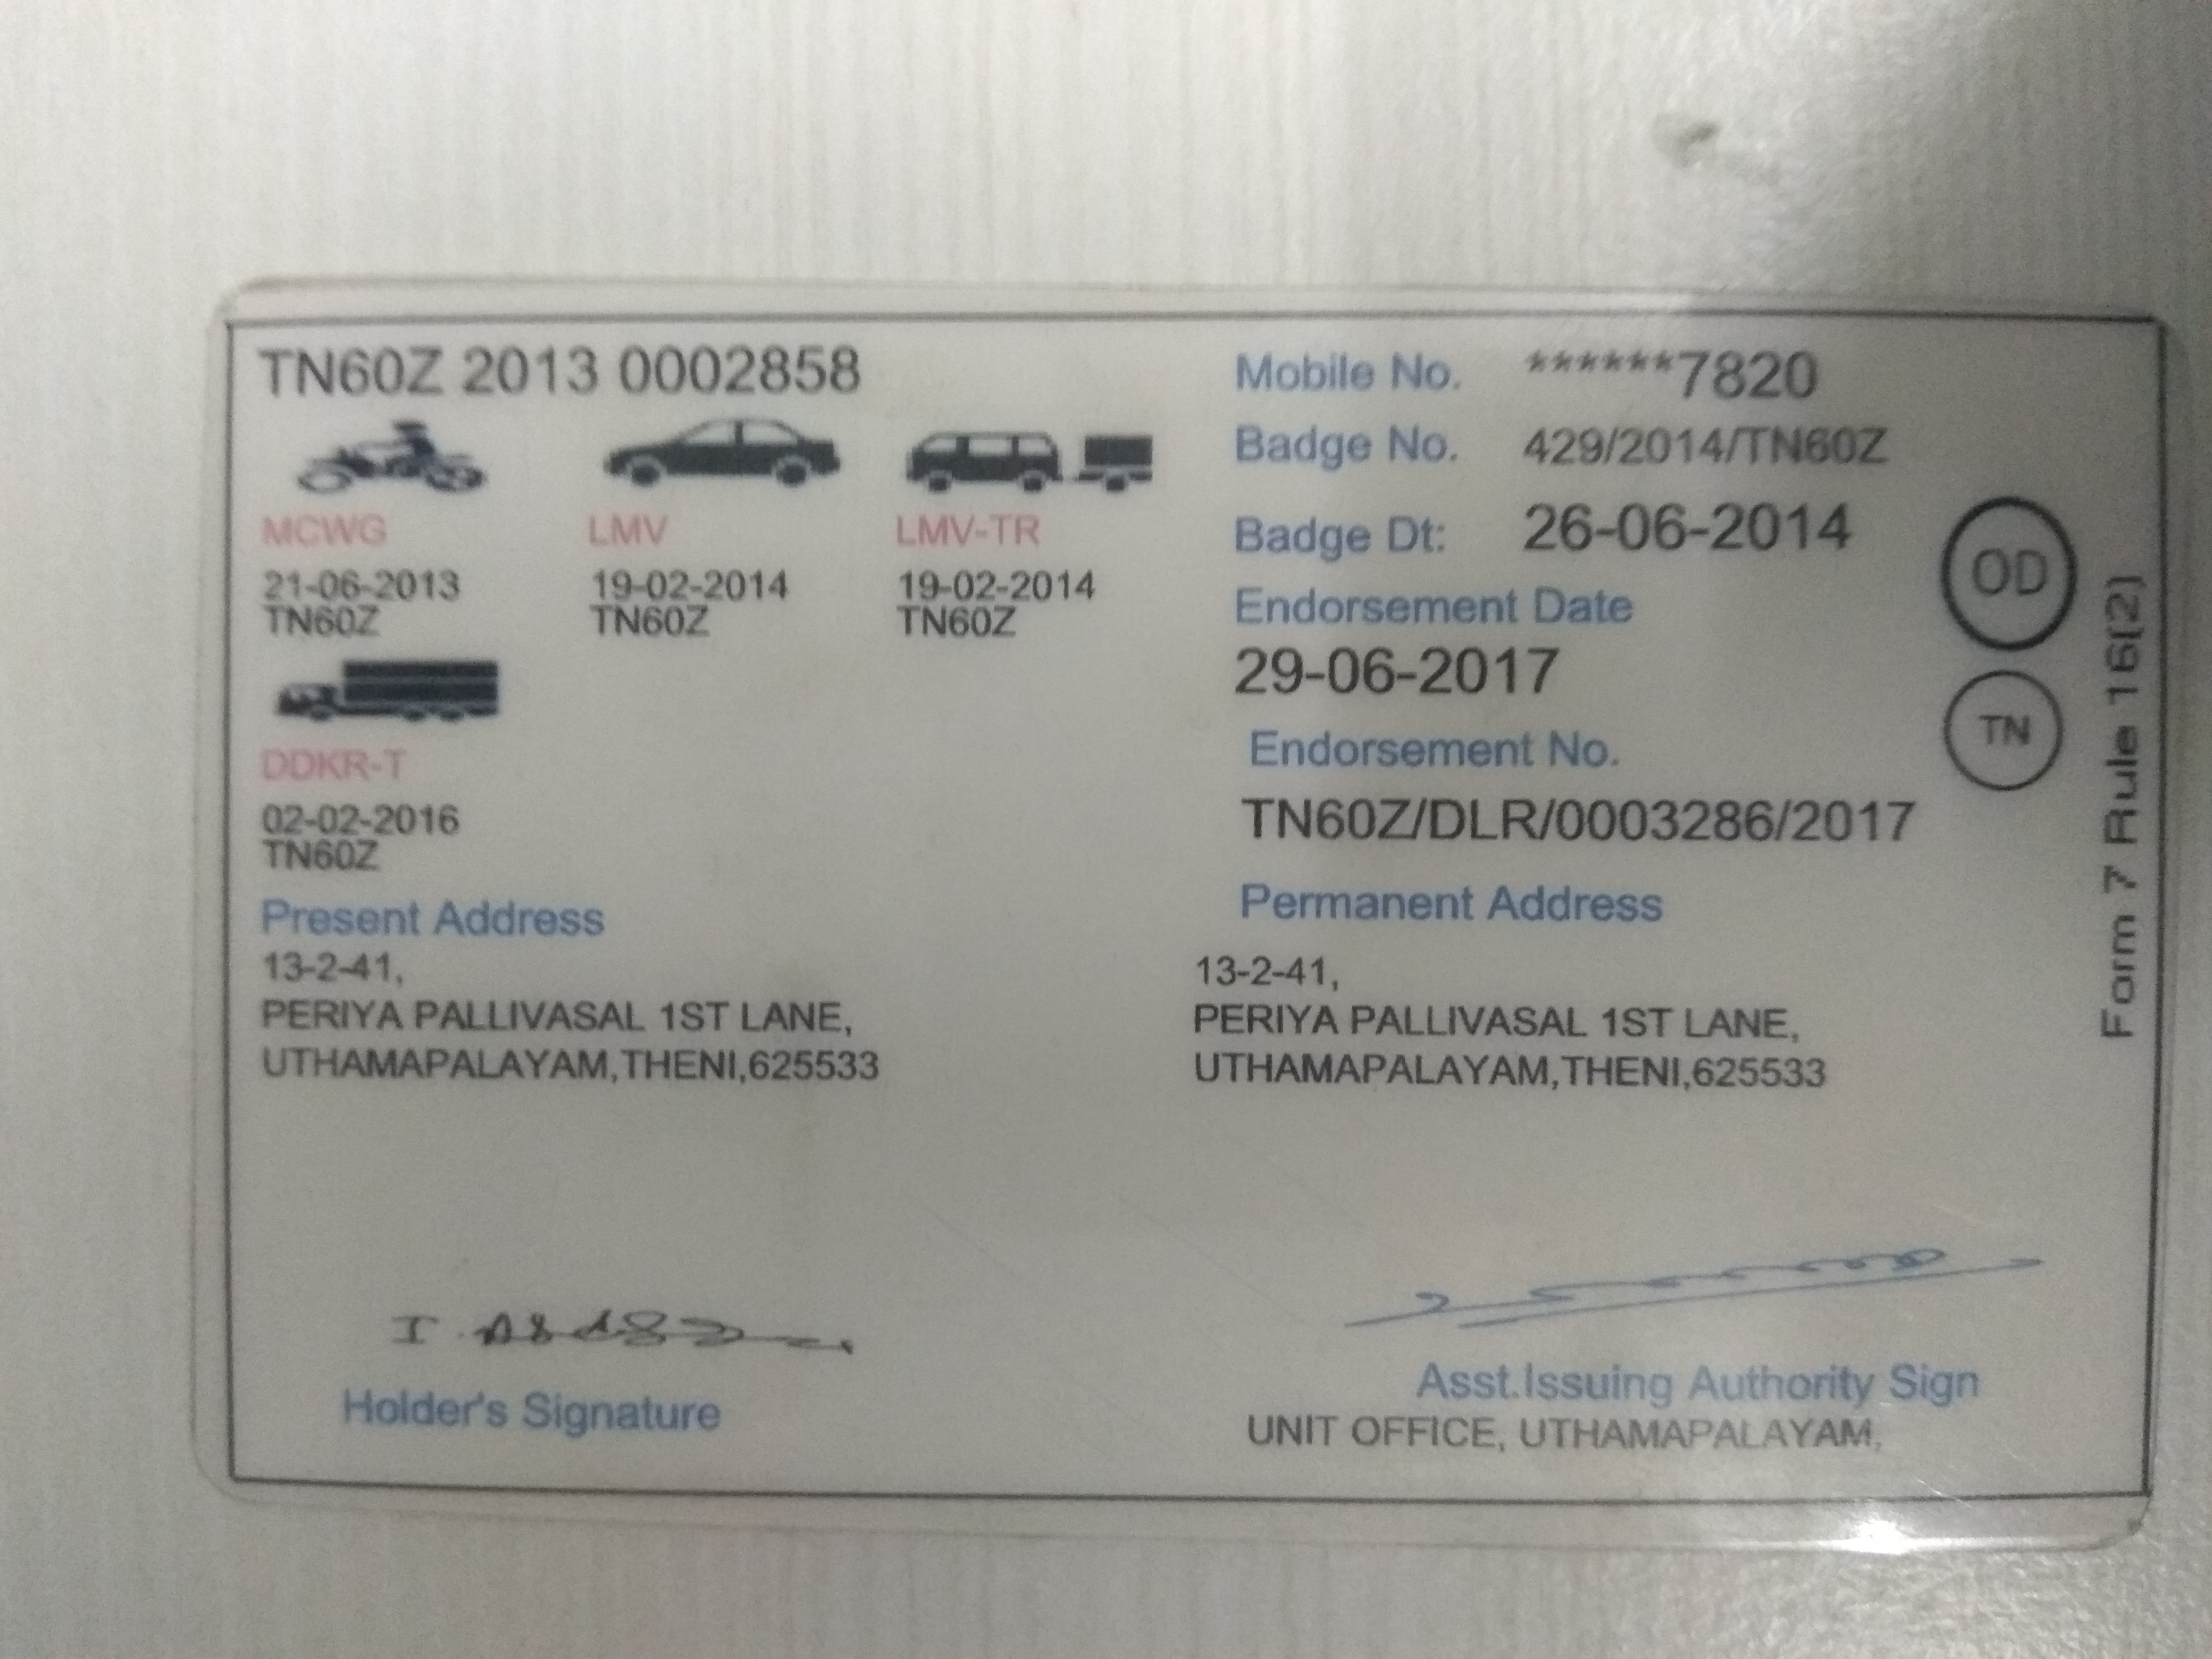 TN60Z 2013 0002858
MCWG LMV LMV-TR
21-06-2013 19-02-2014 19-02-2014
TN60Z TN60Z TN60Z
DDKR-T
02-02-2016
TN60Z
Present Address
13-2-41,
PERIYA PALLIVASAL 1ST LANE,
UTHAMAPALAYAM,THENI,625533
Holder's Signature
Mobile No. ******7820
Badge No. 429/2014/TN60Z
Badge Dt: 26-06-2014
Endorsement Date
29-06-2017
Endorsement No.
TN60Z/DLR/0003286/2017
Permanent Address
13-2-41,
PERIYA PALLIVASAL 1ST LANE,
UTHAMAPALAYAM,THENI,625533
Asst.Issuing Authority Sign
UNIT OFFICE, UTHAMAPALAYAM,
OD
TN
Form 7 Rule 16(2)